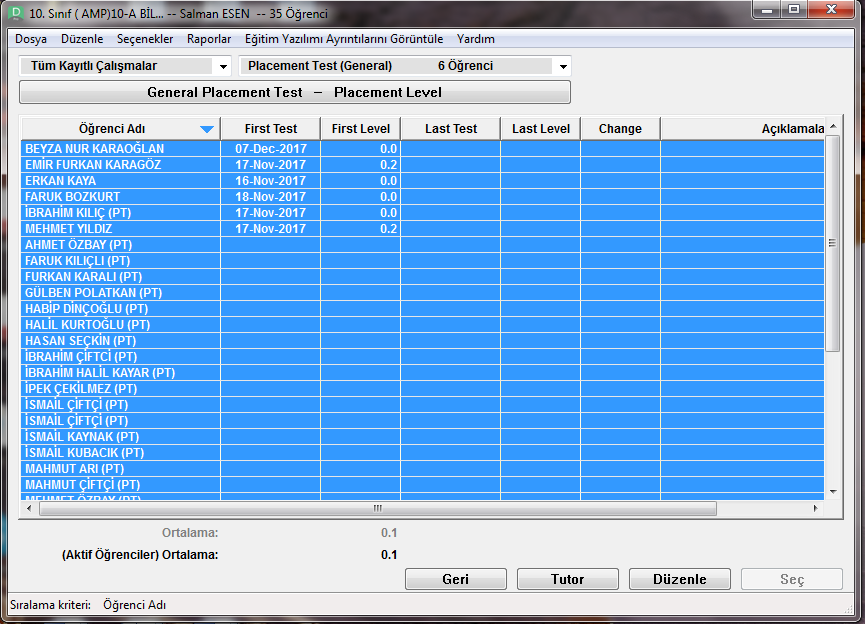 10. Sınıf ( AMP)10-A BİL... -- Salman ESEN -- 35 Öğrenci
Dosya Düzenle Seçenekler Raporlar Eğitim Yazılımı Ayrıntılarını Görüntüle Yardım
Tüm Kayıtlı Çalışmalar Placement Test (General) 6 Öğrenci
General Placement Test – Placement Level
Öğrenci Adı First Test First Level Last Test Last Level Change Açıklamala
BEYZA NUR KARAOĞLAN 07-Dec-2017 0.0
EMİR FURKAN KARAGÖZ 17-Nov-2017 0.2
ERKAN KAYA 16-Nov-2017 0.0
FARUK BOZKURT 18-Nov-2017 0.0
İBRAHİM KILIÇ (PT) 17-Nov-2017 0.0
MEHMET YILDIZ 17-Nov-2017 0.2
AHMET ÖZBAY (PT)
FARUK KILIÇLI (PT)
FURKAN KARALI (PT)
GÜLBEN POLATKAN (PT)
HABİP DİNÇOĞLU (PT)
HALİL KURTOĞLU (PT)
HASAN SEÇKİN (PT)
İBRAHİM ÇİFTCİ (PT)
İBRAHİM HALİL KAYAR (PT)
İPEK ÇEKİLMEZ (PT)
İSMAİL ÇİFTÇİ (PT)
İSMAİL ÇİFTÇİ (PT)
İSMAİL KAYNAK (PT)
İSMAİL KUBACIK (PT)
MAHMUT ARI (PT)
MAHMUT ÇİFTÇİ (PT)
MEHMET ÖZBAY (PT)
Ortalama: 0.1
(Aktif Öğrenciler) Ortalama: 0.1
Geri Tutor Düzenle Seç
Sıralama kriteri: Öğrenci Adı